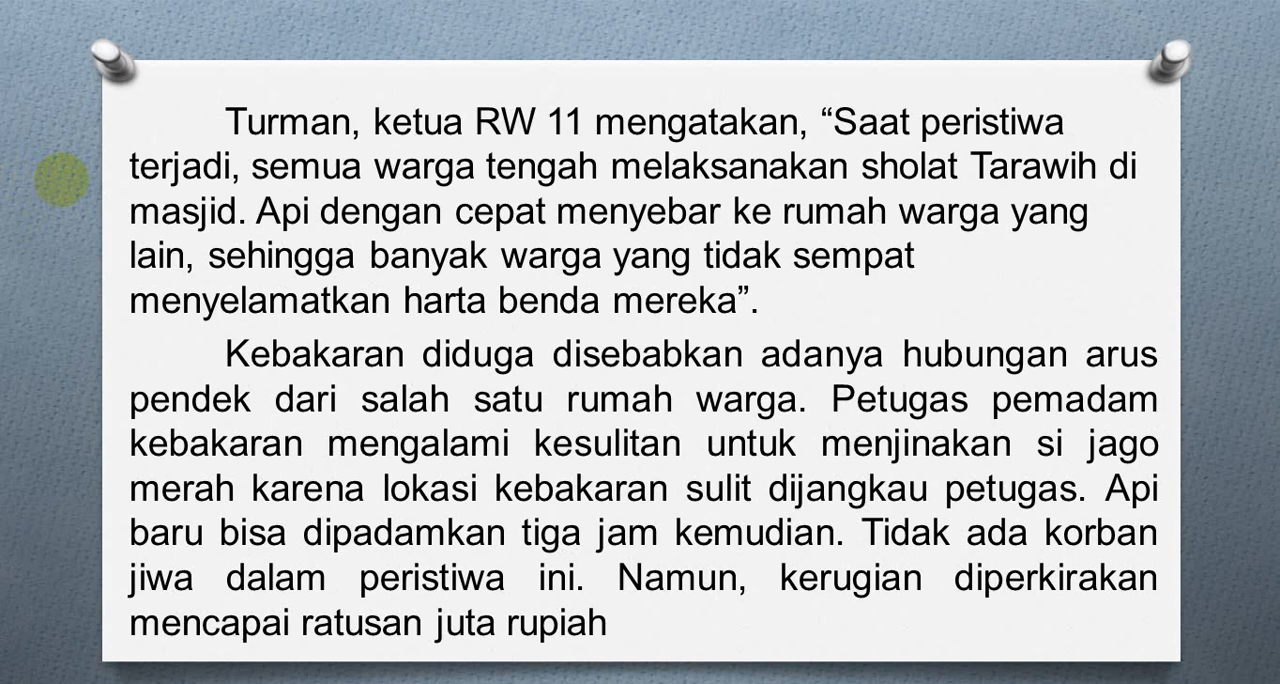 Turman, ketua RW 11 mengatakan, “Saat peristiwa
terjadi, semua warga tengah melaksanakan sholat Tarawih di
masjid. Api dengan cepat menyebar ke rumah warga yang
lain, sehingga banyak warga yang tidak sempat
menyelamatkan harta benda mereka”.
Kebakaran diduga disebabkan adanya hubungan arus
pendek dari salah satu rumah warga. Petugas pemadam
kebakaran mengalami kesulitan untuk menjinakan si jago
merah karena lokasi kebakaran sulit dijangkau petugas. Api
baru bisa dipadamkan tiga jam kemudian. Tidak ada korban
jiwa dalam peristiwa ini. Namun, kerugian diperkirakan
mencapai ratusan juta rupiah